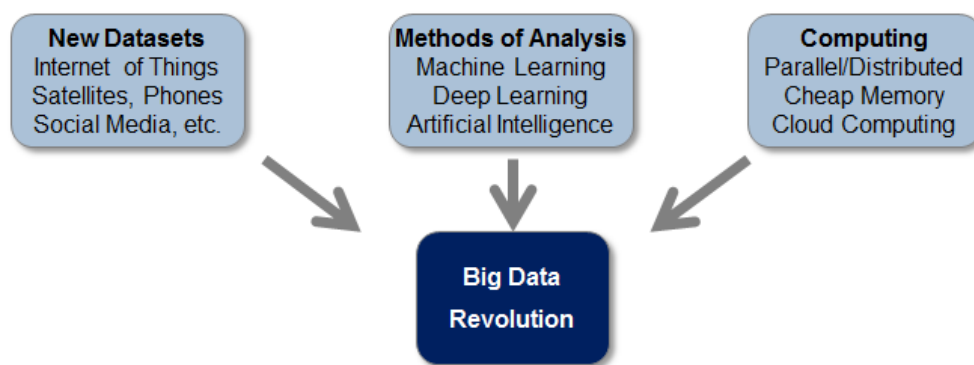 New Datasets
Internet of Things
Satellites, Phones
Social Media, etc.
Methods of Analysis
Machine Learning
Deep Learning
Artificial Intelligence
Computing
Parallel/Distributed
Cheap Memory
Cloud Computing
Big Data
Revolution